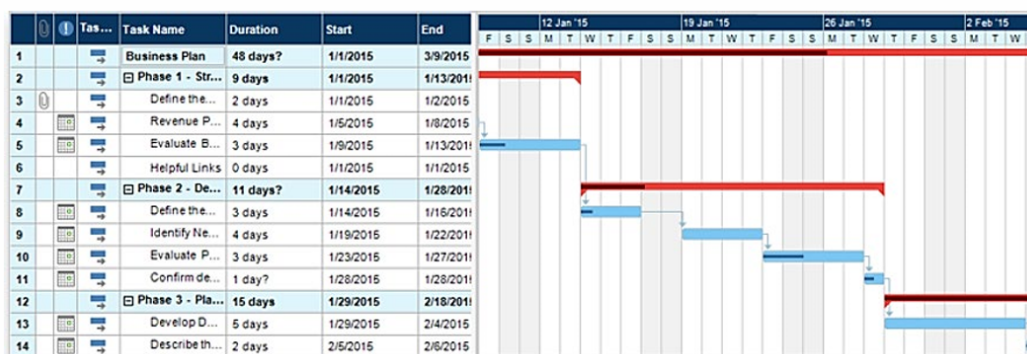 Tas... Task Name Duration Start End 12 Jan '15 19 Jan '15 26 Jan '15 2 Feb '15
F S S M T W T F S S M T W T F S S M T W T F S S M T W
1 Business Plan 48 days? 1/1/2015 3/9/2015
2 Phase 1 - Str... 9 days 1/1/2015 1/13/201
3 Define the... 2 days 1/1/2015 1/2/2015
4 Revenue P... 4 days 1/5/2015 1/8/2015
5 Evaluate B... 3 days 1/9/2015 1/13/201
6 Helpful Links 0 days 1/1/2015 1/1/2015
7 Phase 2 - De... 11 days? 1/14/2015 1/28/201
8 Define the... 3 days 1/14/2015 1/16/201
9 Identify Ne... 4 days 1/19/2015 1/22/201
10 Evaluate P... 3 days 1/23/2015 1/27/201
11 Confirm de... 1 day? 1/28/2015 1/28/201
12 Phase 3 - Pla... 15 days 1/29/2015 2/18/201
13 Develop D... 5 days 1/29/2015 2/4/2015
14 Describe th... 2 days 2/5/2015 2/6/2015